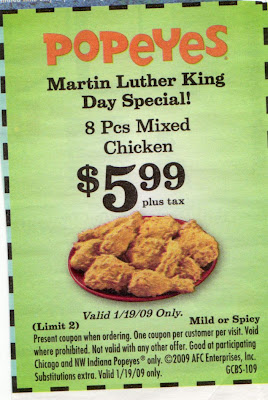 POPEYES®
Martin Luther King
Day Special!
8 Pcs Mixed
Chicken
$5.99
plus tax
Valid 1/19/09 Only.
(Limit 2) Mild or Spicy
Present coupon when ordering. One coupon per customer per visit. Void
where prohibited. Not valid with any other offer. Good at participating
Chicago and NW Indiana Popeyes® only. ©2009 AFC Enterprises, Inc.
Substitutions extra. Valid 1/19/09 only. GCBS-109